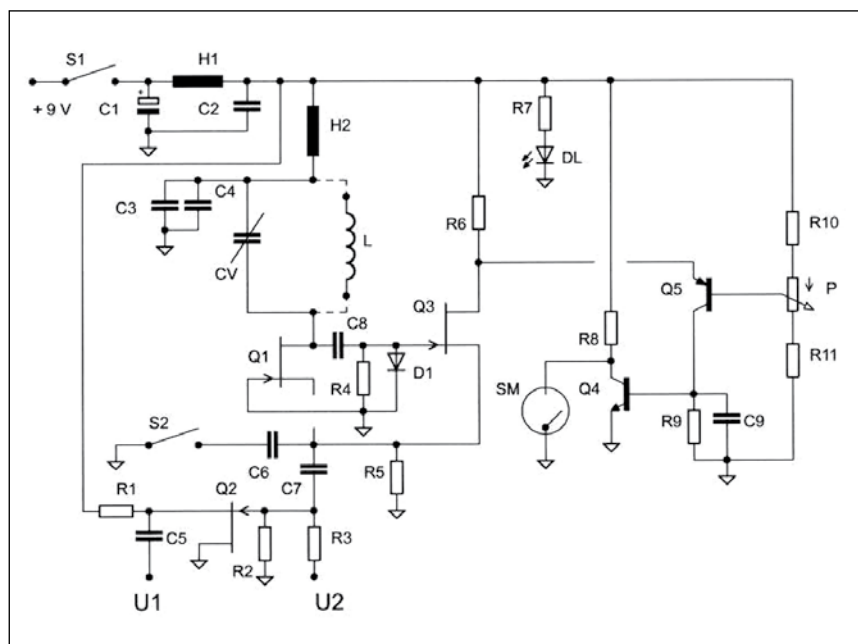 S1
H1
+
+ 9 V
C1
C2
H2
R7
DL
C3
C4
CV
L
R6
R10
Q5
P
Q3
C8
Q1
R4
D1
R8
R11
SM
Q4
R9
C9
S2
C6
C7
R5
R1
Q2
C5
R2
R3
U1
U2